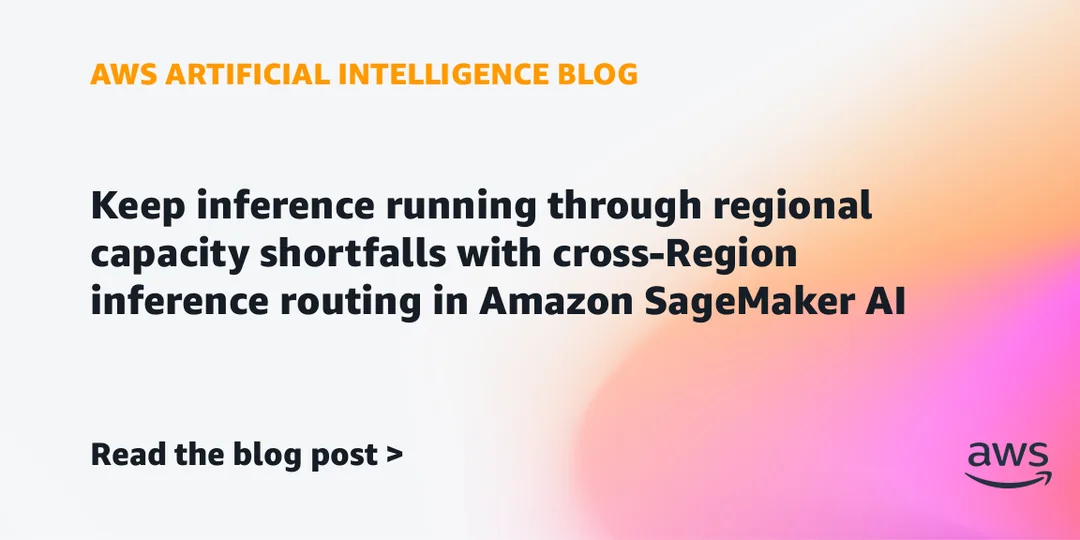 AWS ARTIFICIAL INTELLIGENCE BLOG
Keep inference running through regional
capacity shortfalls with cross-Region
inference routing in Amazon SageMaker AI
Read the blog post >
aws